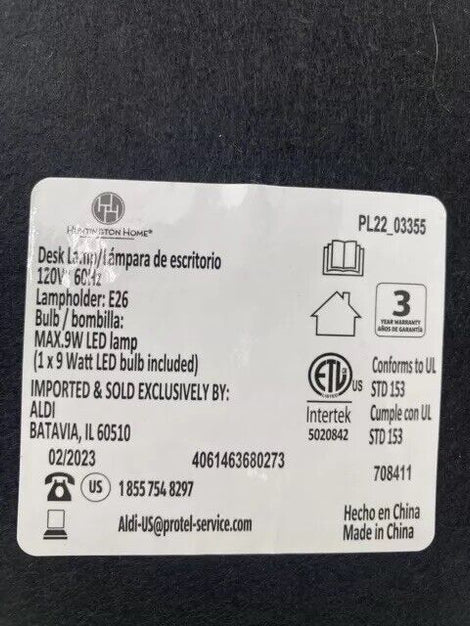 HUNTINGTON HOME®
PL22_03355
Desk Lamp/lámpara de escritorio
120V~ 60Hz
Lampholder: E26
Bulb / bombilla:
MAX.9W LED lamp
(1 x 9 Watt LED bulb included)
3
YEAR WARRANTY
AÑOS DE GARANTÍA
IMPORTED & SOLD EXCLUSIVELY BY:
ALDI
BATAVIA, IL 60510
02/2023
4061463680273
ETL
LISTED
US
Intertek
5020842
Conforms to UL
STD 153
Cumple con UL
STD 153
708411
US
1 855 754 8297
Aldi-US@protel-service.com
Hecho en China
Made in China